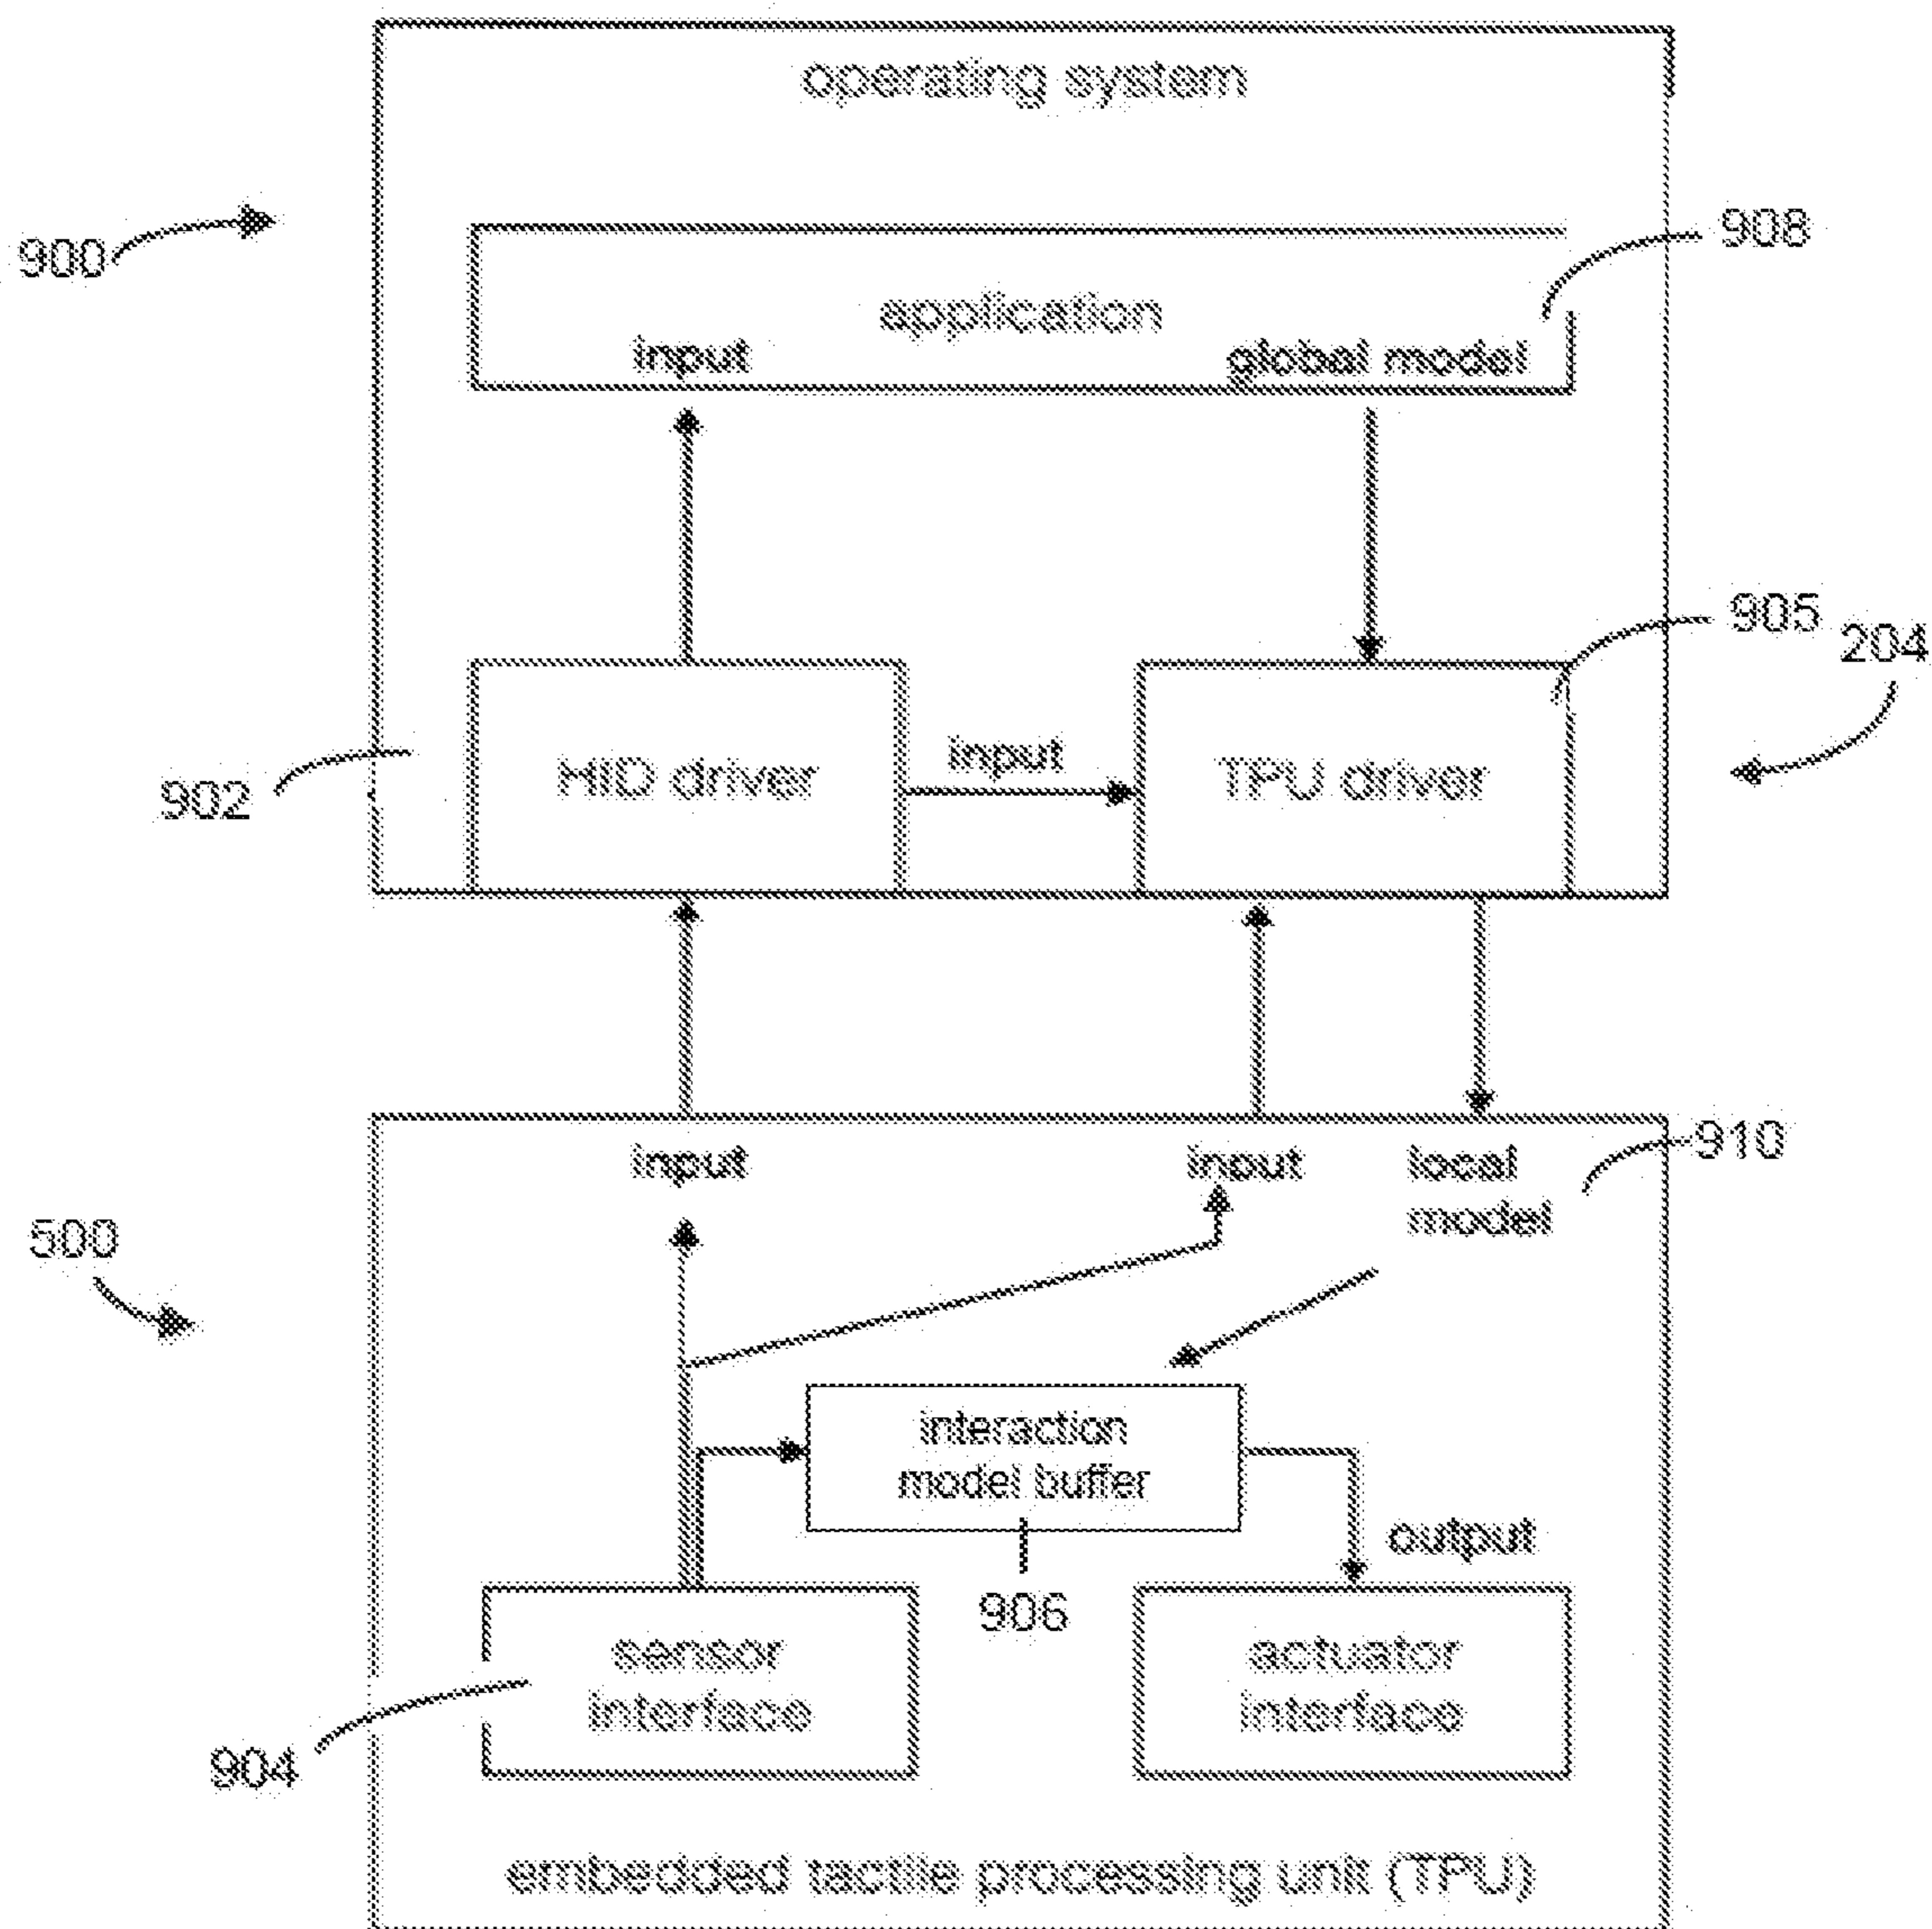 operating system
900
908
application
input
global model
905
204
902
HID driver
input
TPU driver
input
input
local
model
910
500
interaction
model buffer
output
906
sensor
interface
actuator
interface
904
embedded tactile processing unit (TPU)